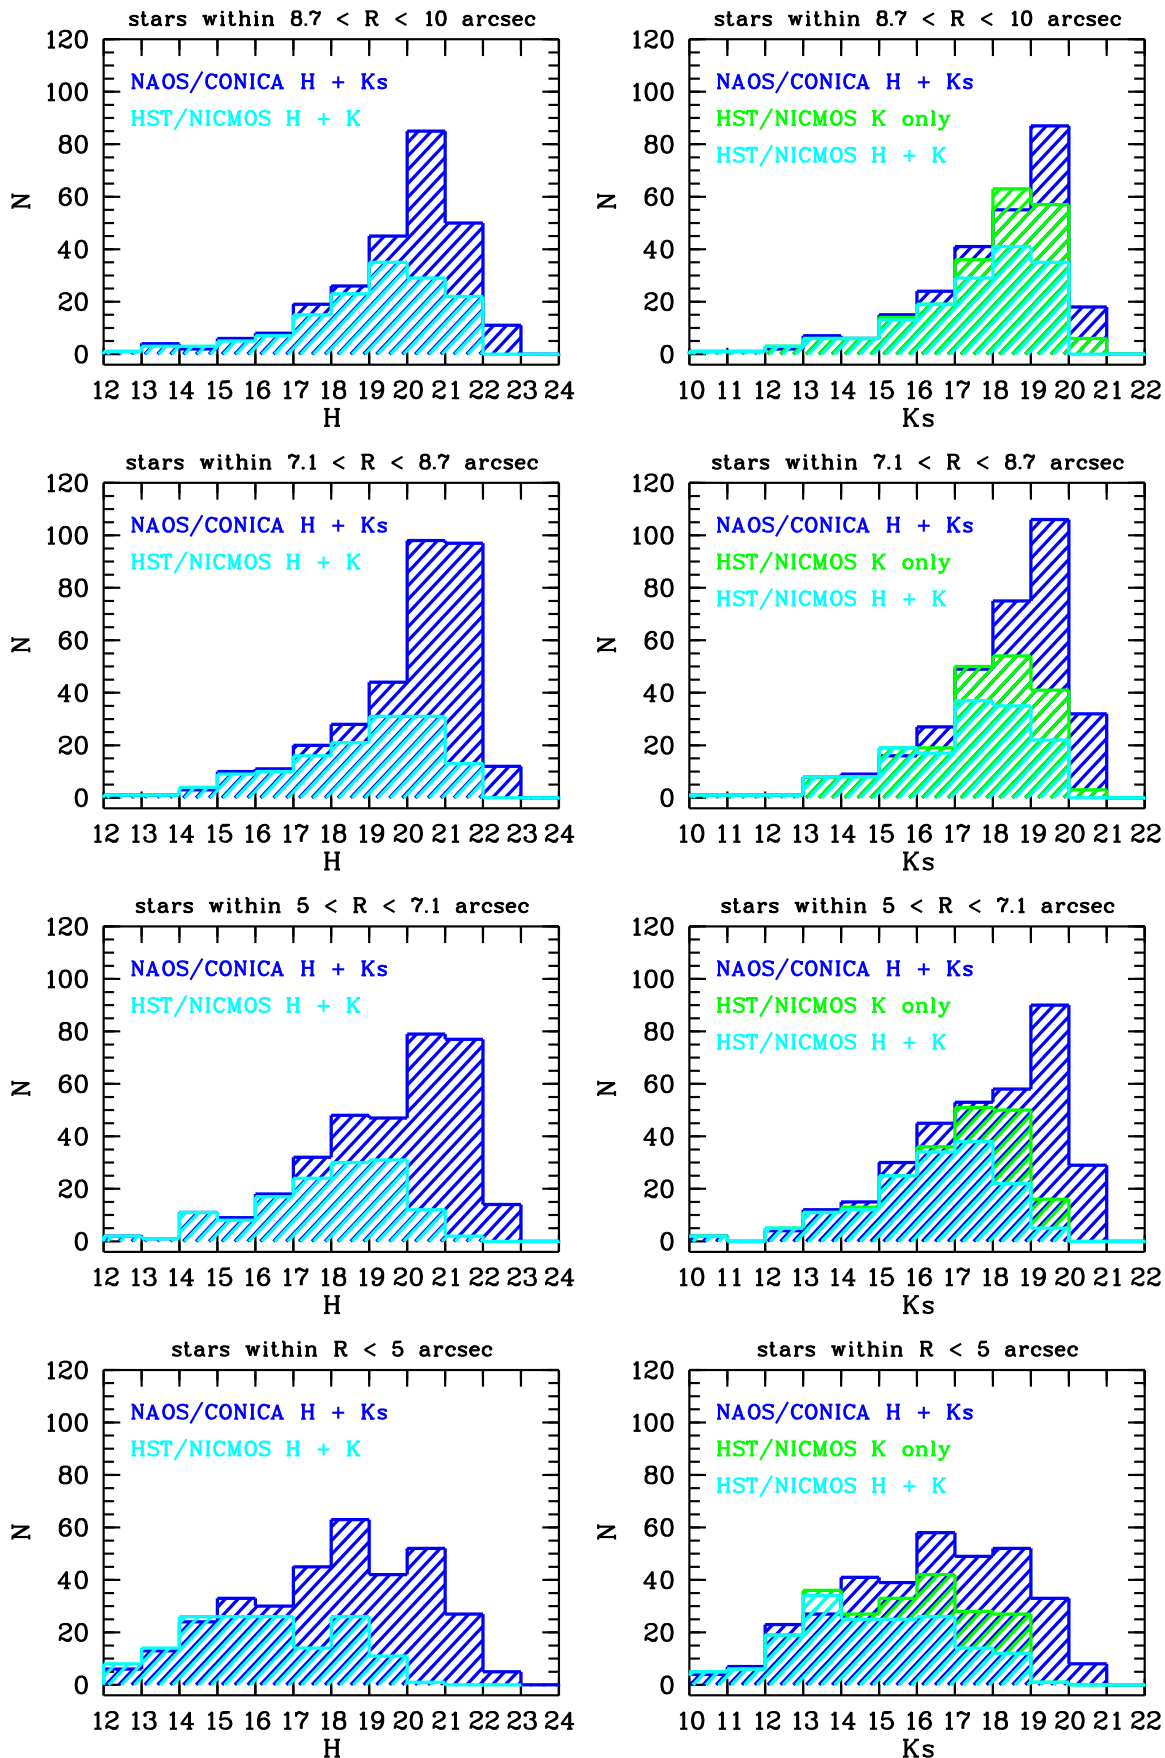 stars within 8.7 < R < 10 arcsec
120
100
80
60
40
20
0
N
NAOS/CONICA H + Ks
HST/NICMOS H + K
12 13 14 15 16 17 18 19 20 21 22 23 24
H
stars within 8.7 < R < 10 arcsec
120
100
80
60
40
20
0
N
NAOS/CONICA H + Ks
HST/NICMOS K only
HST/NICMOS H + K
10 11 12 13 14 15 16 17 18 19 20 21 22
Ks
stars within 7.1 < R < 8.7 arcsec
120
100
80
60
40
20
0
N
NAOS/CONICA H + Ks
HST/NICMOS H + K
12 13 14 15 16 17 18 19 20 21 22 23 24
H
stars within 7.1 < R < 8.7 arcsec
120
100
80
60
40
20
0
N
NAOS/CONICA H + Ks
HST/NICMOS K only
HST/NICMOS H + K
10 11 12 13 14 15 16 17 18 19 20 21 22
Ks
stars within 5 < R < 7.1 arcsec
120
100
80
60
40
20
0
N
NAOS/CONICA H + Ks
HST/NICMOS H + K
12 13 14 15 16 17 18 19 20 21 22 23 24
H
stars within 5 < R < 7.1 arcsec
120
100
80
60
40
20
0
N
NAOS/CONICA H + Ks
HST/NICMOS K only
HST/NICMOS H + K
10 11 12 13 14 15 16 17 18 19 20 21 22
Ks
stars within R < 5 arcsec
120
100
80
60
40
20
0
N
NAOS/CONICA H + Ks
HST/NICMOS H + K
12 13 14 15 16 17 18 19 20 21 22 23 24
H
stars within R < 5 arcsec
120
100
80
60
40
20
0
N
NAOS/CONICA H + Ks
HST/NICMOS K only
HST/NICMOS H + K
10 11 12 13 14 15 16 17 18 19 20 21 22
Ks